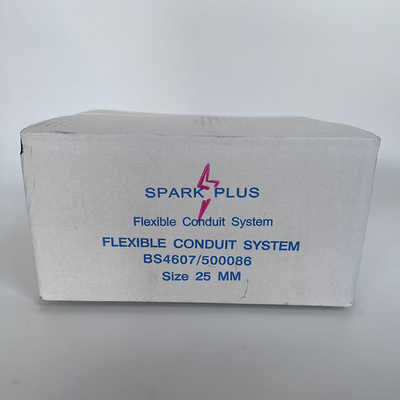 SPARK PLUS
Flexible Conduit System
FLEXIBLE CONDUIT SYSTEM
BS4607/500086
Size 25 MM